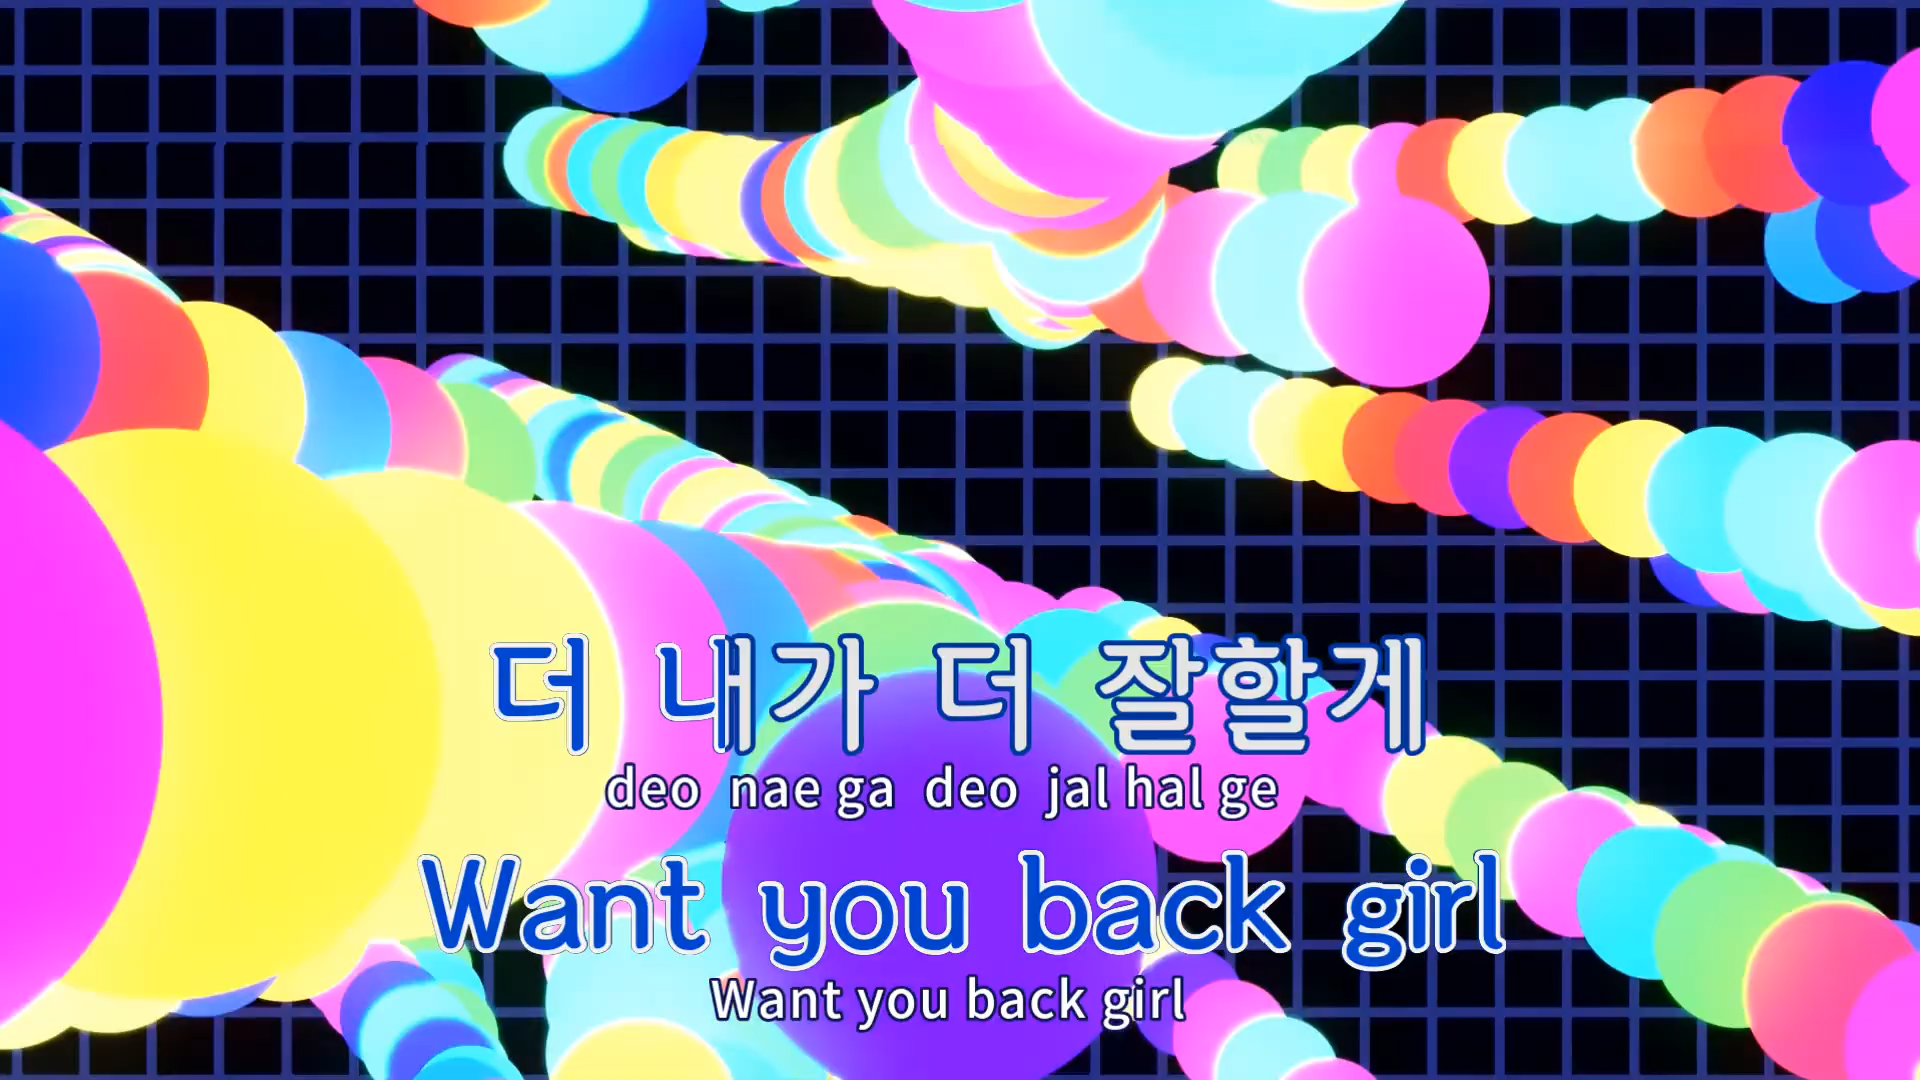 더 내가 더 잘할게
deo nae ga deo jal hal ge
Want you back girl
Want you back girl